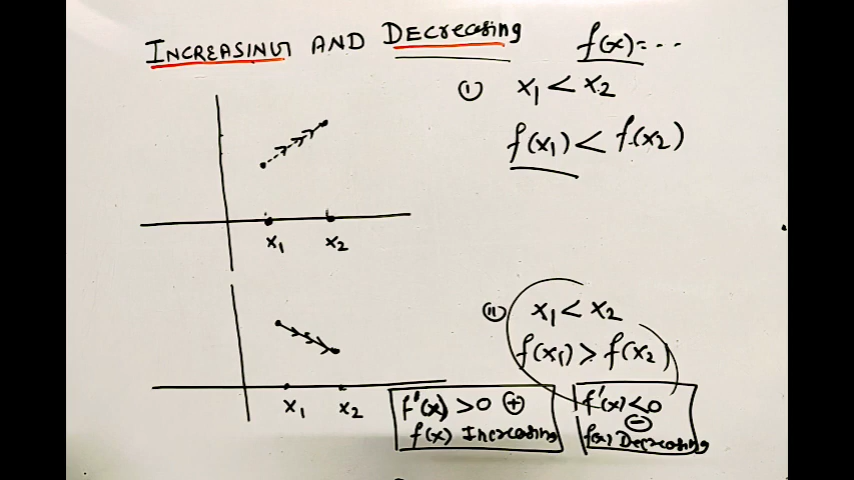 INCREASING AND DEcreasing
f(x) = ...
(i) x₁ < x₂
f(x₁) < f(x₂)
x₁ x₂
(ii) x₁ < x₂
f(x₁) > f(x₂)
x₁ x₂
f'(x) > 0 ⊕
f(x) Increasing
f'(x) < 0
⊖
f(x) Decreasing